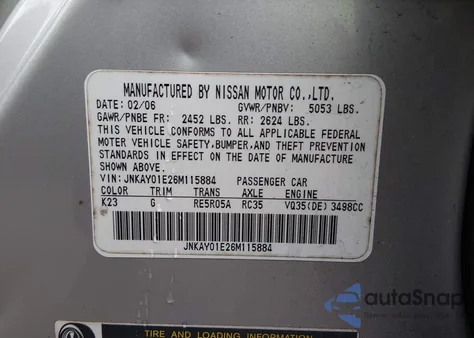 MANUFACTURED BY NISSAN MOTOR CO.,LTD.
DATE: 02/06 GVWR/PNBV: 5053 LBS.
GAWR/PNBE FR: 2452 LBS. RR: 2624 LBS.
THIS VEHICLE CONFORMS TO ALL APPLICABLE FEDERAL
MOTOR VEHICLE SAFETY,BUMPER,AND THEFT PREVENTION
STANDARDS IN EFFECT ON THE DATE OF MANUFACTURE
SHOWN ABOVE.
VIN:JNKAY01E26M115884 PASSENGER CAR
COLOR TRIM TRANS AXLE ENGINE
K23 G RE5R05A RC35 VQ35(DE) 3498CC
JNKAY01E26M115884
autoSnap
TIRE AND LOADING INFORMATION